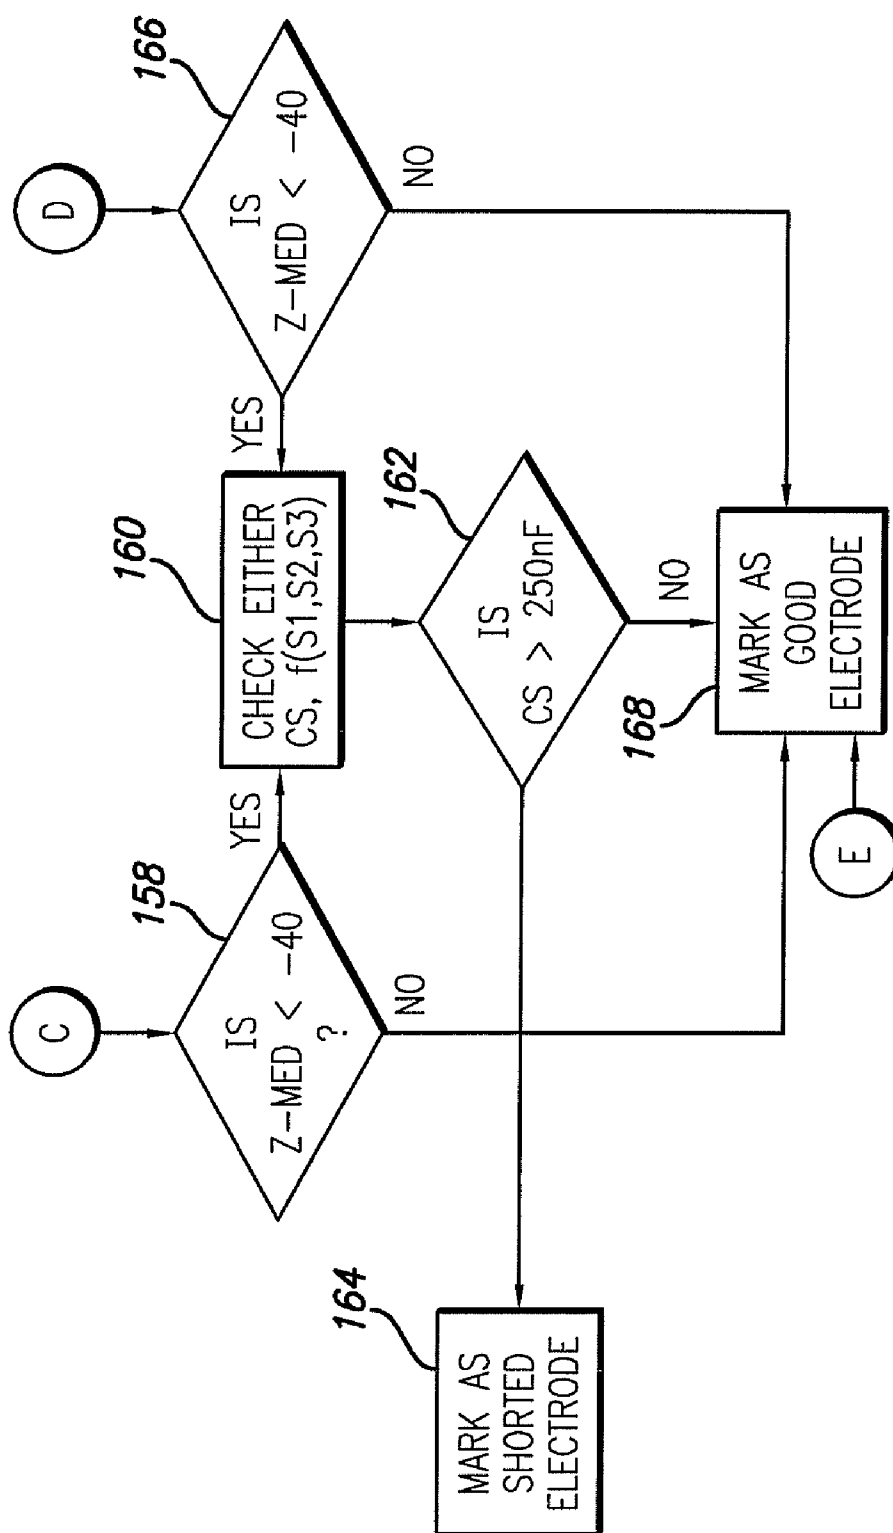 C
D
158
IS
Z-MED < -40
?
YES
NO
160
CHECK EITHER
CS, f(S1,S2,S3)
166
IS
Z-MED < -40
YES
NO
162
IS
CS > 250nF
NO
164
MARK AS
SHORTED
ELECTRODE
168
MARK AS
GOOD
ELECTRODE
E